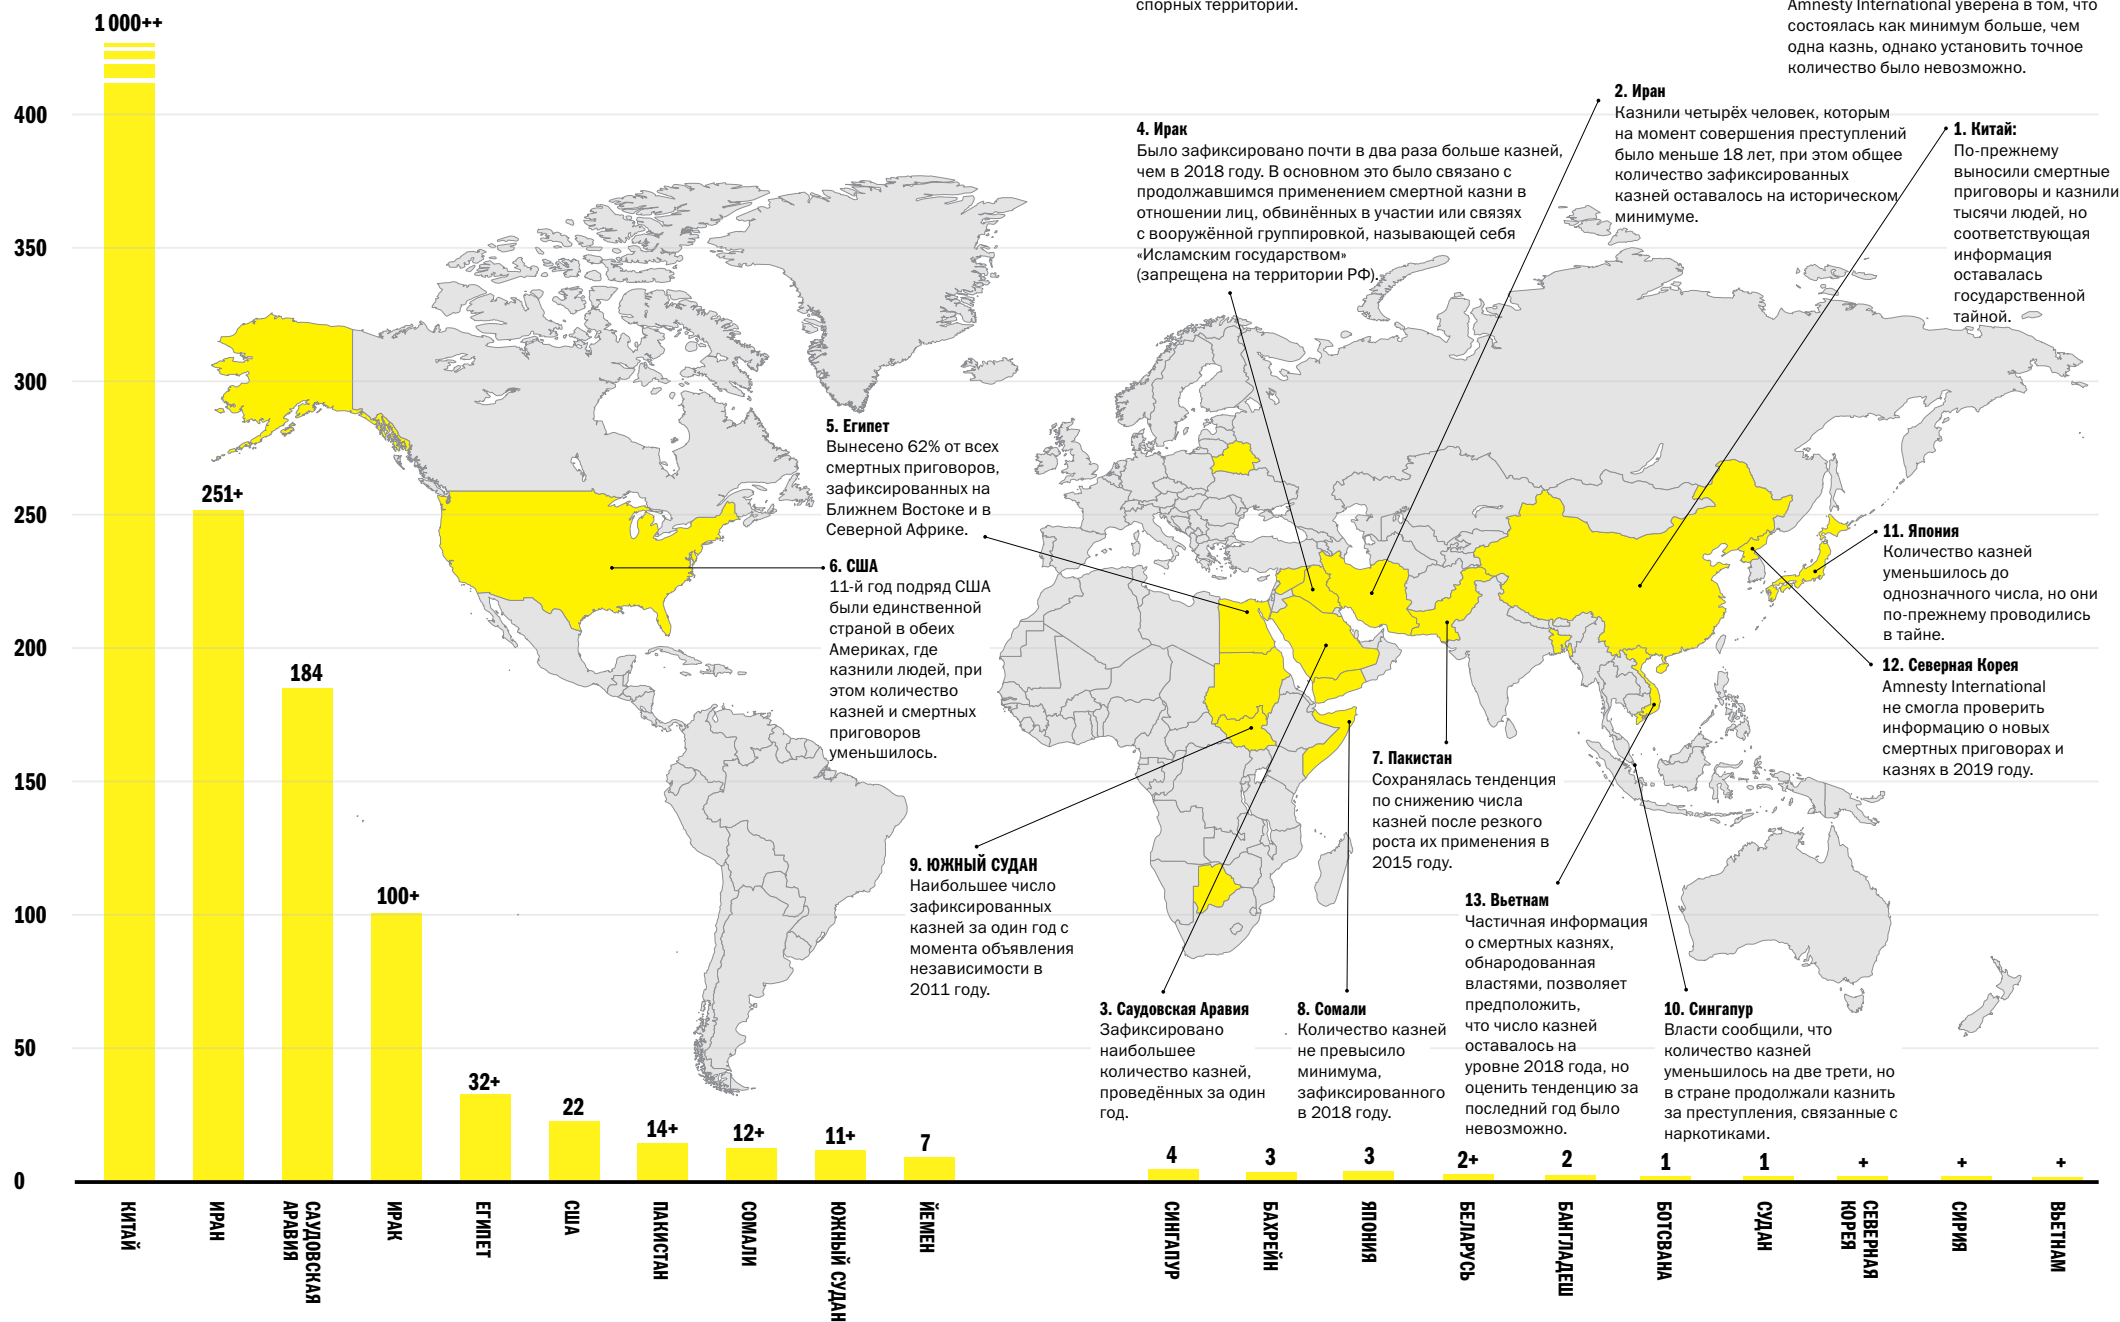 спорных территорий.
Amnesty International уверена в том, что
состоялась как минимум больше, чем
одна казнь, однако установить точное
количество было невозможно.
1 000++
400
350
300
250
200
150
100
50
0
251+
184
100+
32+
22
14+
12+
11+
7
4
3
3
2+
2
1
1
+
+
+
2. Иран
Казнили четырёх человек, которым
на момент совершения преступлений
было меньше 18 лет, при этом общее
количество зафиксированных
казней оставалось на историческом
минимуме.
4. Ирак
Было зафиксировано почти в два раза больше казней,
чем в 2018 году. В основном это было связано с
продолжавшимся применением смертной казни в
отношении лиц, обвинённых в участии или связях
с вооружённой группировкой, называющей себя
«Исламским государством»
(запрещена на территории РФ).
1. Китай:
По-прежнему
выносили смертные
приговоры и казнили
тысячи людей, но
соответствующая
информация
оставалась
государственной
тайной.
5. Египет
Вынесено 62% от всех
смертных приговоров,
зафиксированных на
Ближнем Востоке и в
Северной Африке.
6. США
11-й год подряд США
были единственной
страной в обеих
Америках, где
казнили людей, при
этом количество
казней и смертных
приговоров
уменьшилось.
11. Япония
Количество казней
уменьшилось до
однозначного числа, но они
по-прежнему проводились
в тайне.
12. Северная Корея
Amnesty International
не смогла проверить
информацию о новых
смертных приговорах и
казнях в 2019 году.
7. Пакистан
Сохранялась тенденция
по снижению числа
казней после резкого
роста их применения в
2015 году.
9. ЮЖНЫЙ СУДАН
Наибольшее число
зафиксированных
казней за один год с
момента объявления
независимости в
2011 году.
13. Вьетнам
Частичная информация
о смертных казнях,
обнародованная
властями, позволяет
предположить,
что число казней
оставалось на
уровне 2018 года, но
оценить тенденцию за
последний год было
невозможно.
3. Саудовская Аравия
Зафиксировано
наибольшее
количество казней,
проведённых за один
год.
8. Сомали
Количество казней
не превысило
минимума,
зафиксированного
в 2018 году.
10. Сингапур
Власти сообщили, что
количество казней
уменьшилось на две трети, но
в стране продолжали казнить
за преступления, связанные с
наркотиками.
КИТАЙ
ИРАН
САУДОВСКАЯ
АРАВИЯ
ИРАК
ЕГИПЕТ
США
ПАКИСТАН
СОМАЛИ
ЮЖНЫЙ СУДАН
ЙЕМЕН
СИНГАПУР
БАХРЕЙН
ЯПОНИЯ
БЕЛАРУСЬ
БАНГЛАДЕШ
БОТСВАНА
СУДАН
СЕВЕРНАЯ
КОРЕЯ
СИРИЯ
ВЬЕТНАМ